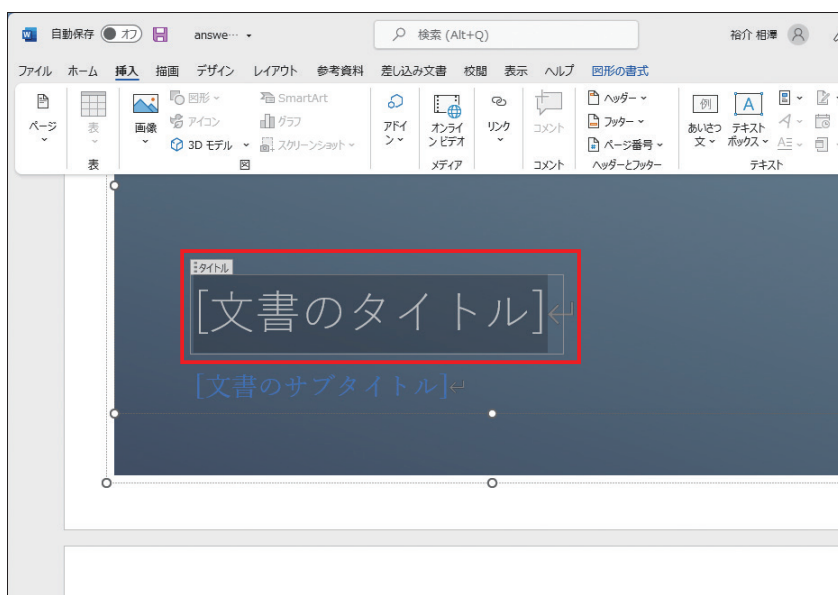 自動保存 オフ answe… 検索 (Alt+Q) 裕介 相澤
ファイル ホーム 挿入 描画 デザイン レイアウト 参考資料 差し込み文書 校閲 表示 ヘルプ 図形の書式
ページ
表
表
画像
図形
アイコン
3D モデル
SmartArt
グラフ
スクリーンショット
図
アドイン
オンラインビデオ
メディア
リンク
コメント
コメント
ヘッダー
フッター
ページ番号
ヘッダーとフッター
あいさつ文
テキストボックス
テキスト
タイトル
[文書のタイトル]↵
[文書のサブタイトル]↵